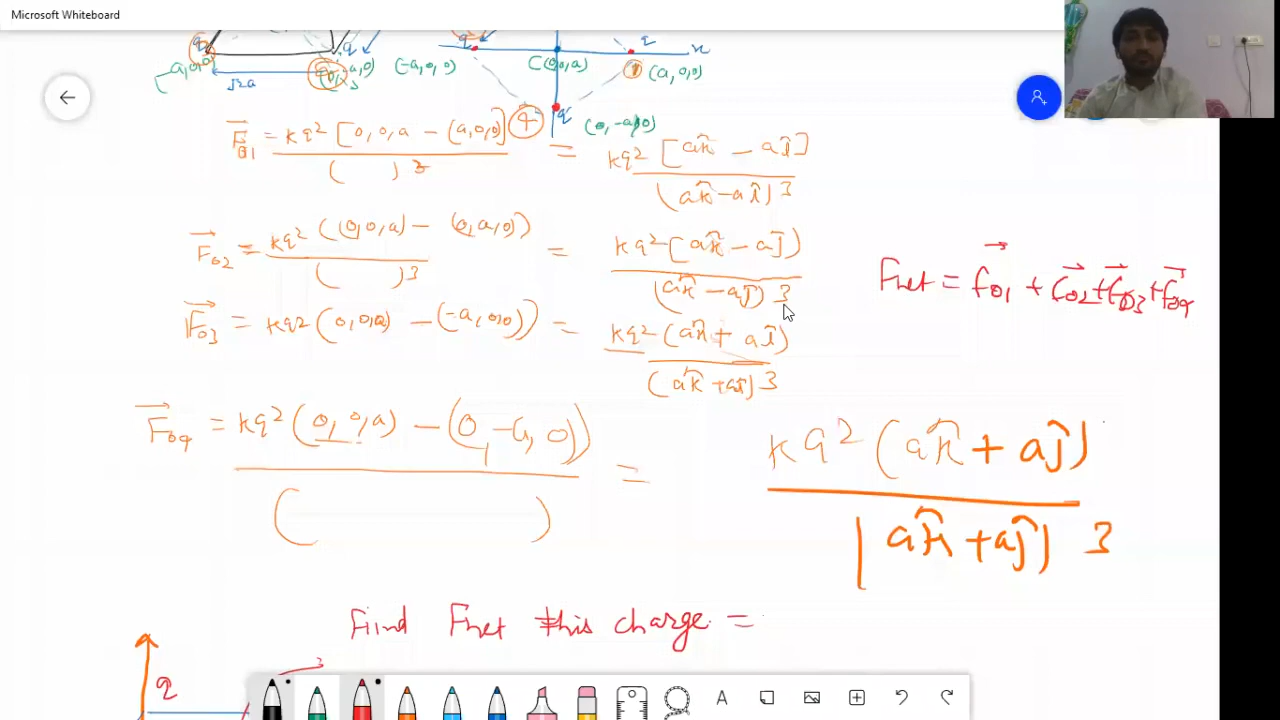 Microsoft Whiteboard
q q q x
(-a,0,0) C(0,0,a) (a,0,0)
√2a
q (0,-a,0)
F01 = kq² [0,0,a - (a,0,0] / ( )3 = kq² [ak̂ - aî] / (ak̂-aî)3
F02 = kq² ((0,0,a) - (0,a,0)) / ( )3 = kq² [ak̂ - aĵ) / (ak̂ - aĵ) 3
F03 = kq² (0,0,a) - (-a,0,0)) = kq² (ak̂ + aî) / (ak̂ + aî) 3
Fnet = F01 + F02 + F03 + F04
F04 = kq² (0, 0, a) - (0, -a, 0)) / ( ) = kq² (ak̂ + aĵ) / |ak̂ + aĵ) 3
Find Fnet this charge =
q
3
A